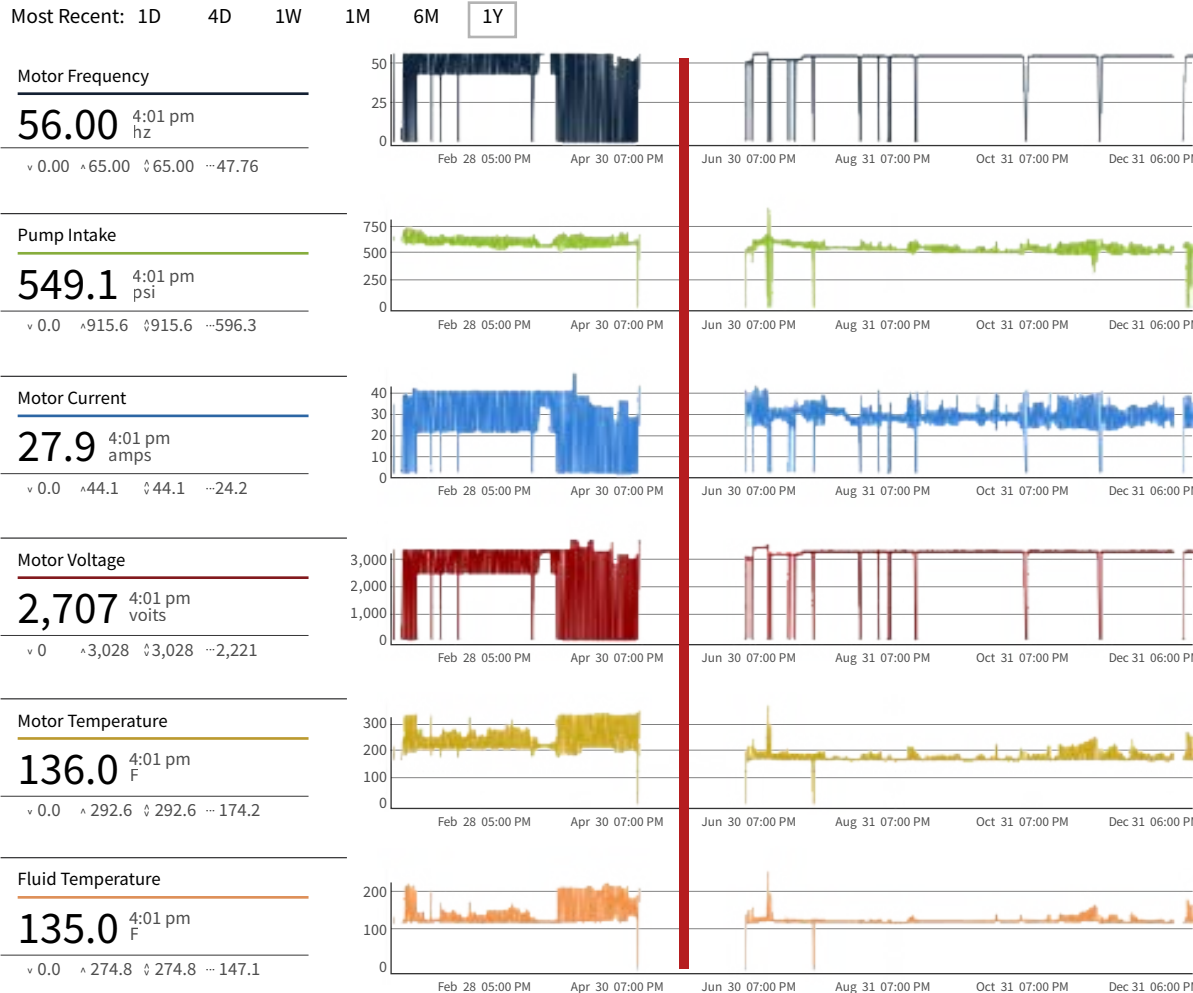 Most Recent: 1D 4D 1W 1M 6M 1Y
Motor Frequency
56.00 4:01 pm
hz
v 0.00 ^ 65.00 ◊ 65.00 ··· 47.76
50
25
0
Feb 28 05:00 PM Apr 30 07:00 PM Jun 30 07:00 PM Aug 31 07:00 PM Oct 31 07:00 PM Dec 31 06:00 PM
Pump Intake
549.1 4:01 pm
psi
v 0.0 ^ 915.6 ◊ 915.6 ··· 596.3
750
500
250
0
Feb 28 05:00 PM Apr 30 07:00 PM Jun 30 07:00 PM Aug 31 07:00 PM Oct 31 07:00 PM Dec 31 06:00 PM
Motor Current
27.9 4:01 pm
amps
v 0.0 ^ 44.1 ◊ 44.1 ··· 24.2
40
30
20
10
0
Feb 28 05:00 PM Apr 30 07:00 PM Jun 30 07:00 PM Aug 31 07:00 PM Oct 31 07:00 PM Dec 31 06:00 PM
Motor Voltage
2,707 4:01 pm
voits
v 0 ^ 3,028 ◊ 3,028 ··· 2,221
3,000
2,000
1,000
0
Feb 28 05:00 PM Apr 30 07:00 PM Jun 30 07:00 PM Aug 31 07:00 PM Oct 31 07:00 PM Dec 31 06:00 PM
Motor Temperature
136.0 4:01 pm
F
v 0.0 ^ 292.6 ◊ 292.6 ··· 174.2
300
200
100
0
Feb 28 05:00 PM Apr 30 07:00 PM Jun 30 07:00 PM Aug 31 07:00 PM Oct 31 07:00 PM Dec 31 06:00 PM
Fluid Temperature
135.0 4:01 pm
F
v 0.0 ^ 274.8 ◊ 274.8 ··· 147.1
200
100
0
Feb 28 05:00 PM Apr 30 07:00 PM Jun 30 07:00 PM Aug 31 07:00 PM Oct 31 07:00 PM Dec 31 06:00 PM